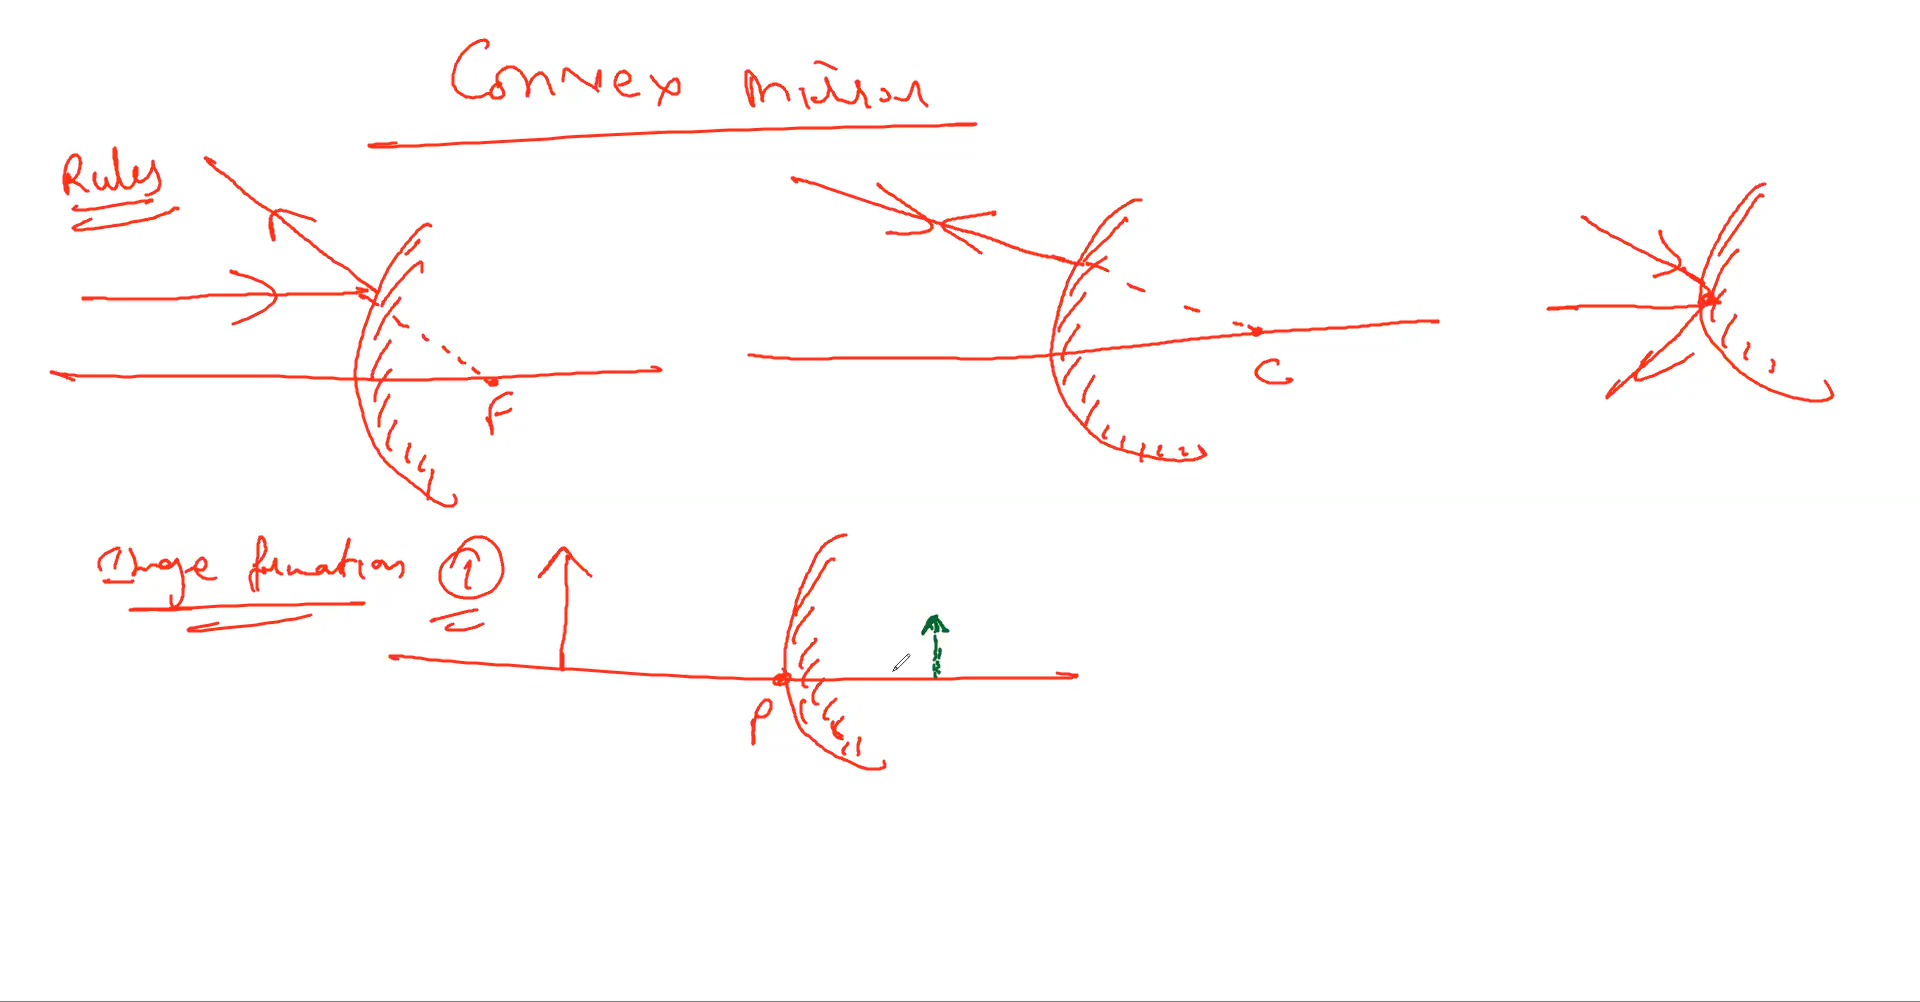 Convex mirror
Rules
F
C
Image formation 1
P